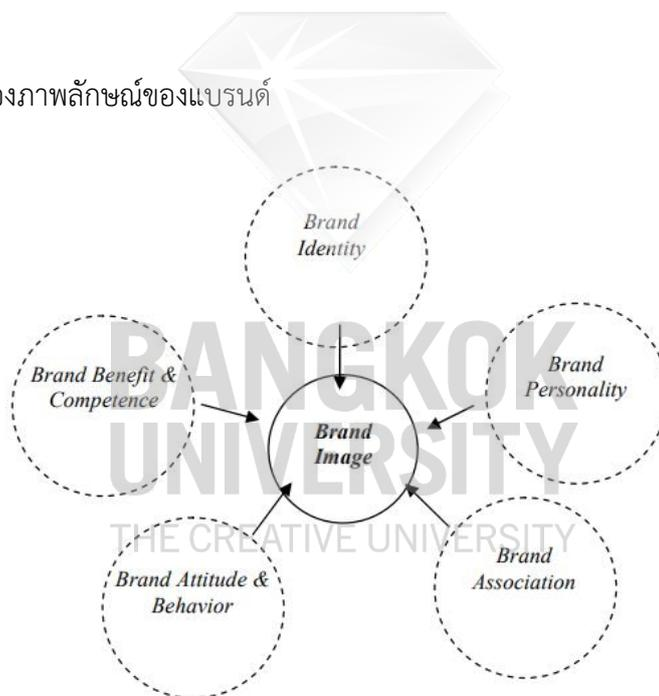 องภาพลักษณ์ของแบรนด์
Brand
Identity
Brand Benefit &
Competence
Brand
Personality
Brand
Image
Brand Attitude &
Behavior
Brand
Association
BANGKOK
UNIVERSITY
THE CREATIVE UNIVERSITY